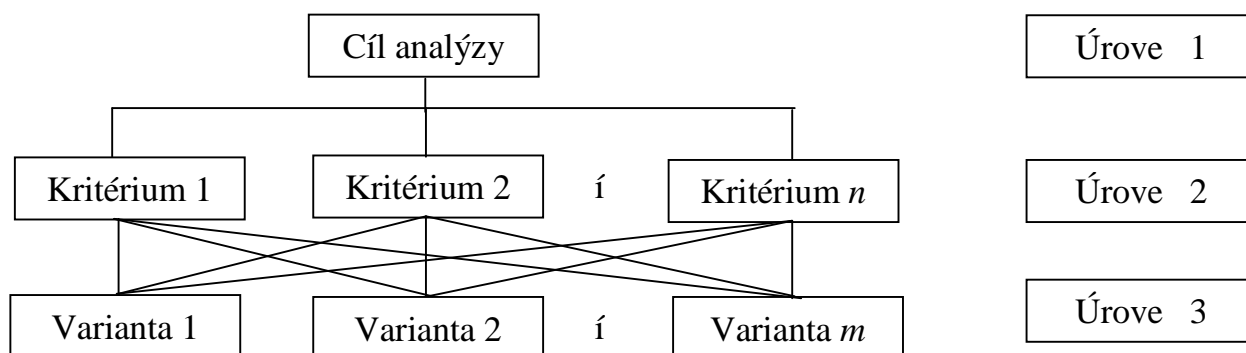 Cíl analýzy
Úrove 1
Kritérium 1
Kritérium 2
í
Kritérium n
Úrove 2
Varianta 1
Varianta 2
í
Varianta m
Úrove 3